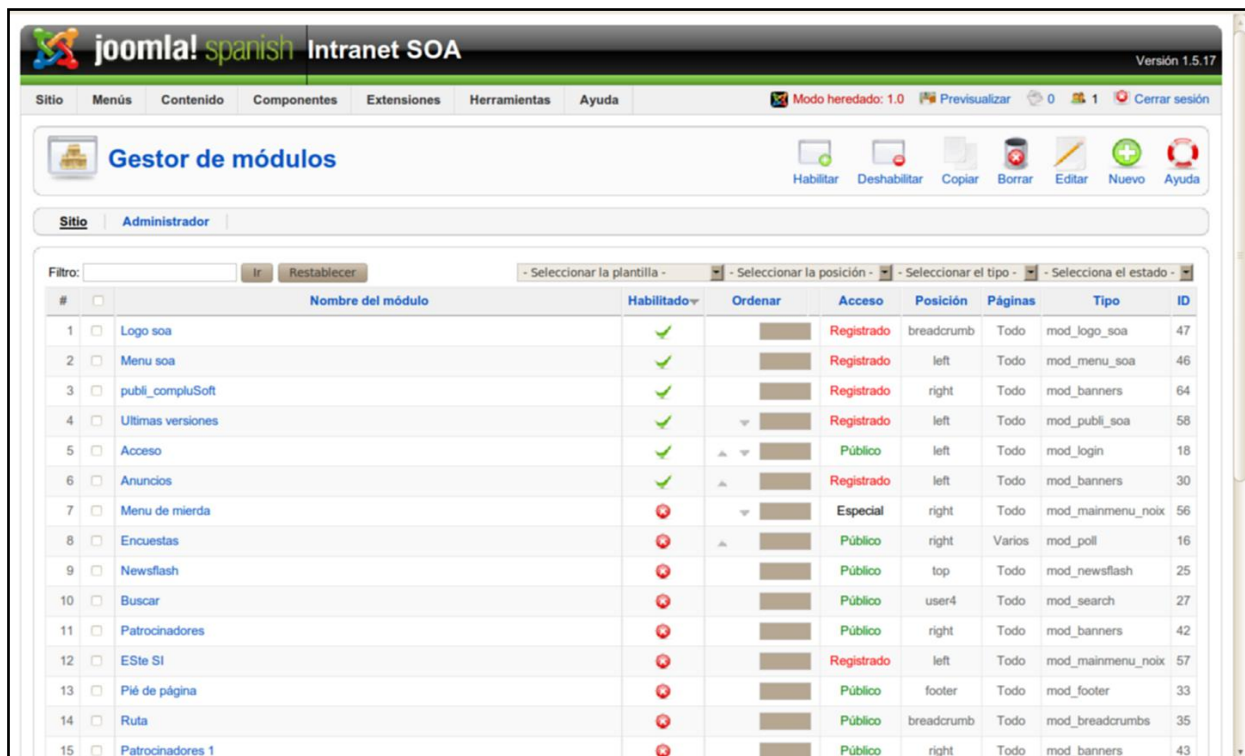 joomla! spanish Intranet SOA
Versión 1.5.17
Sitio Menús Contenido Componentes Extensiones Herramientas Ayuda Modo heredado: 1.0 Previsualizar 0 1 Cerrar sesión
Gestor de módulos
Habilitar Deshabilitar Copiar Borrar Editar Nuevo Ayuda
Sitio Administrador
Filtro: Ir Restablecer - Seleccionar la plantilla - - Seleccionar la posición - - Seleccionar el tipo - - Selecciona el estado -
# Nombre del módulo Habilitado Ordenar Acceso Posición Páginas Tipo ID
1 Logo soa Registrado breadcrumb Todo mod_logo_soa 47
2 Menu soa Registrado left Todo mod_menu_soa 46
3 publi_compluSoft Registrado right Todo mod_banners 64
4 Ultimas versiones Registrado left Todo mod_publi_soa 58
5 Acceso Público left Todo mod_login 18
6 Anuncios Registrado left Todo mod_banners 30
7 Menu de mierda Especial right Todo mod_mainmenu_noix 56
8 Encuestas Público right Varios mod_poll 16
9 Newsflash Público top Todo mod_newsflash 25
10 Buscar Público user4 Todo mod_search 27
11 Patrocinadores Público right Todo mod_banners 42
12 ESte SI Registrado left Todo mod_mainmenu_noix 57
13 Pié de página Público footer Todo mod_footer 33
14 Ruta Público breadcrumb Todo mod_breadcrumbs 35
15 Patrocinadores 1 Público right Todo mod_banners 43